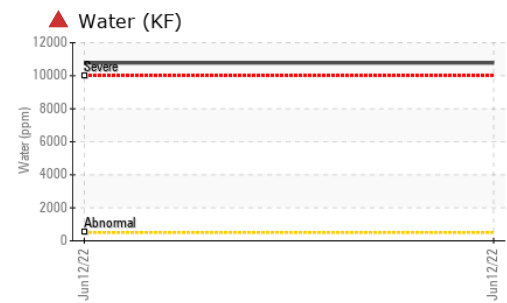 Water (KF)
12000
Severe
10000
8000
Water (ppm)
6000
4000
2000
Abnormal
0
Jun12/22
Jun12/22